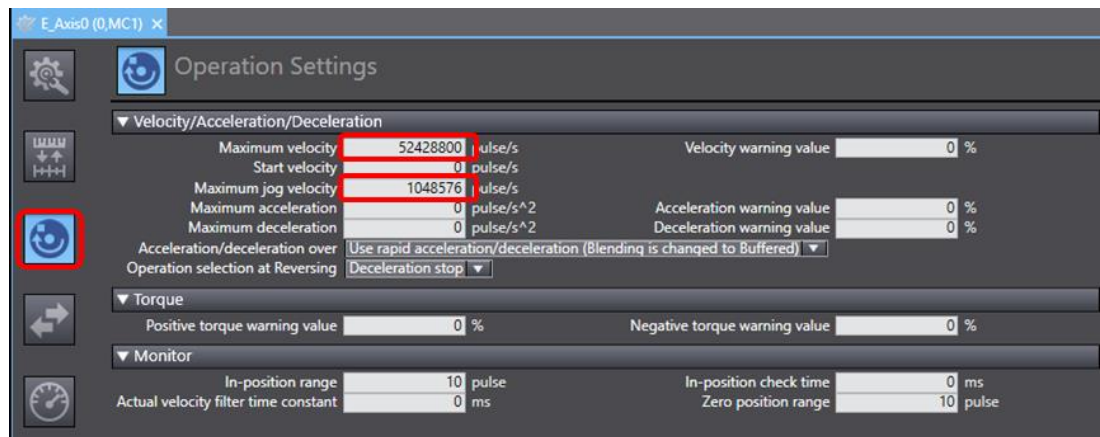 E_Axis0 (0,MC1) ×
Operation Settings
▼ Velocity/Acceleration/Deceleration
Maximum velocity 52428800 pulse/s Velocity warning value 0 %
Start velocity 0 pulse/s
Maximum jog velocity 1048576 pulse/s
Maximum acceleration 0 pulse/s^2 Acceleration warning value 0 %
Maximum deceleration 0 pulse/s^2 Deceleration warning value 0 %
Acceleration/deceleration over Use rapid acceleration/deceleration (Blending is changed to Buffered) ▼
Operation selection at Reversing Deceleration stop ▼
▼ Torque
Positive torque warning value 0 % Negative torque warning value 0 %
▼ Monitor
In-position range 10 pulse In-position check time 0 ms
Actual velocity filter time constant 0 ms Zero position range 10 pulse